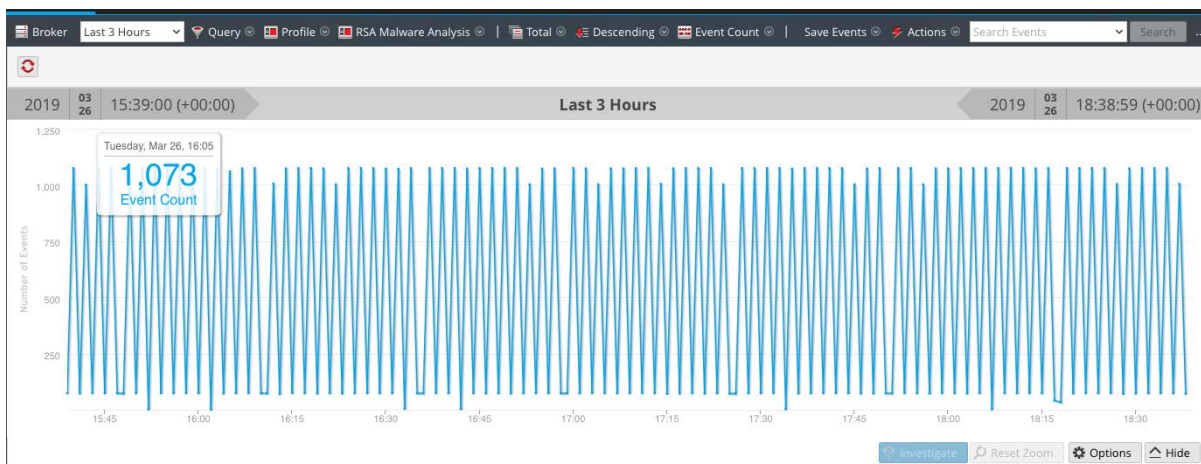 Broker Last 3 Hours Query Profile RSA Malware Analysis | Total Descending Event Count | Save Events Actions Search Events Search ..
2019 03 26 15:39:00 (+00:00) Last 3 Hours 2019 03 26 18:38:59 (+00:00)
1,250
Tuesday, Mar 26, 16:05
1,073
Event Count
1,000
750
500
250
Number of Events
15:45 16:00 16:15 16:30 16:45 17:00 17:15 17:30 17:45 18:00 18:15 18:30
Investigate Reset Zoom Options Hide